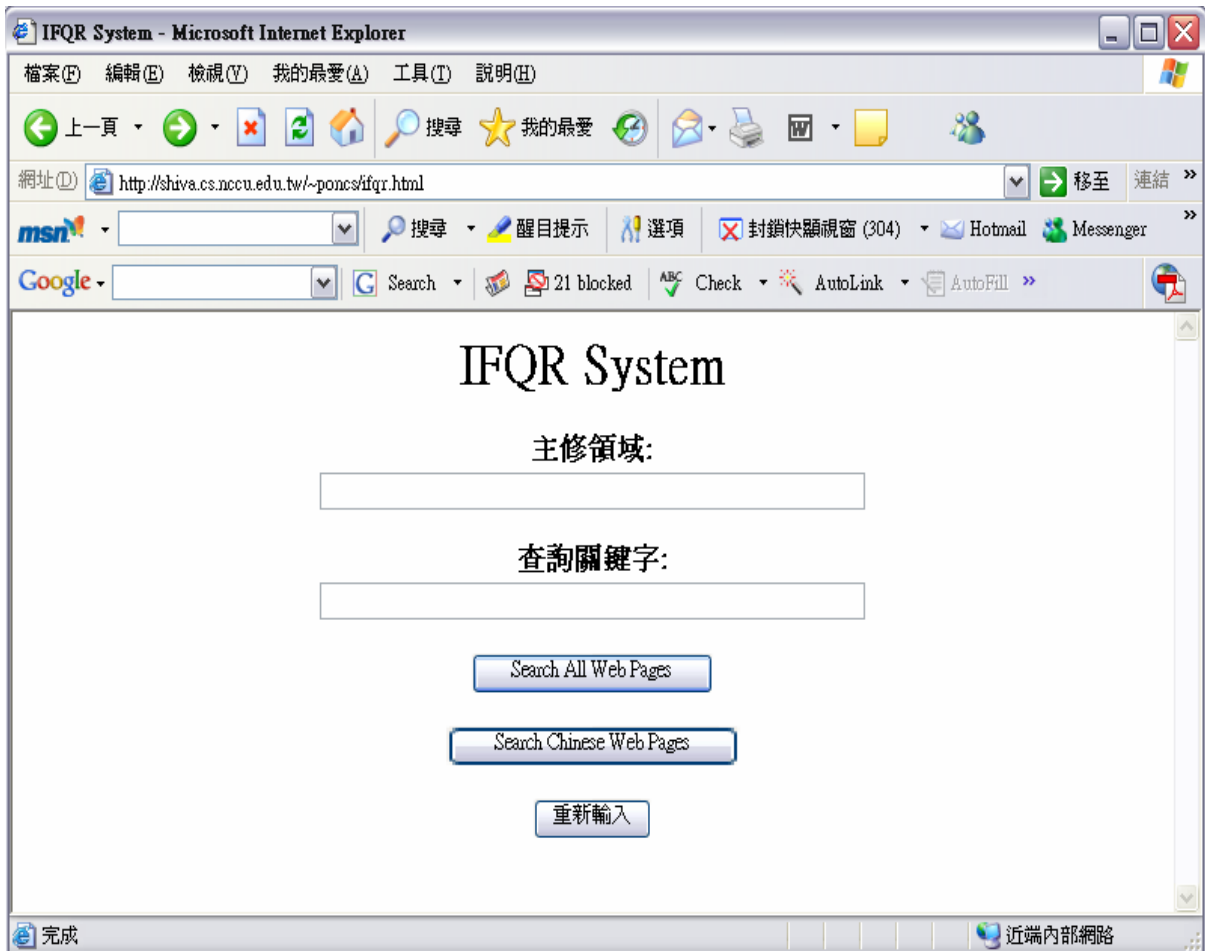 IFQR System - Microsoft Internet Explorer
檔案(F) 編輯(E) 檢視(V) 我的最愛(A) 工具(T) 說明(H)
上一頁 搜尋 我的最愛
網址(D) http://shiva.cs.nccu.edu.tw/~poncs/ifqr.html 移至 連結 »
msn 搜尋 醒目提示 選項 封鎖快顯視窗 (304) Hotmail Messenger »
Google G Search 21 blocked ABC Check AutoLink AutoFill »
IFQR System
主修領域:
查詢關鍵字:
Search All Web Pages
Search Chinese Web Pages
重新輸入
完成 近端內部網路